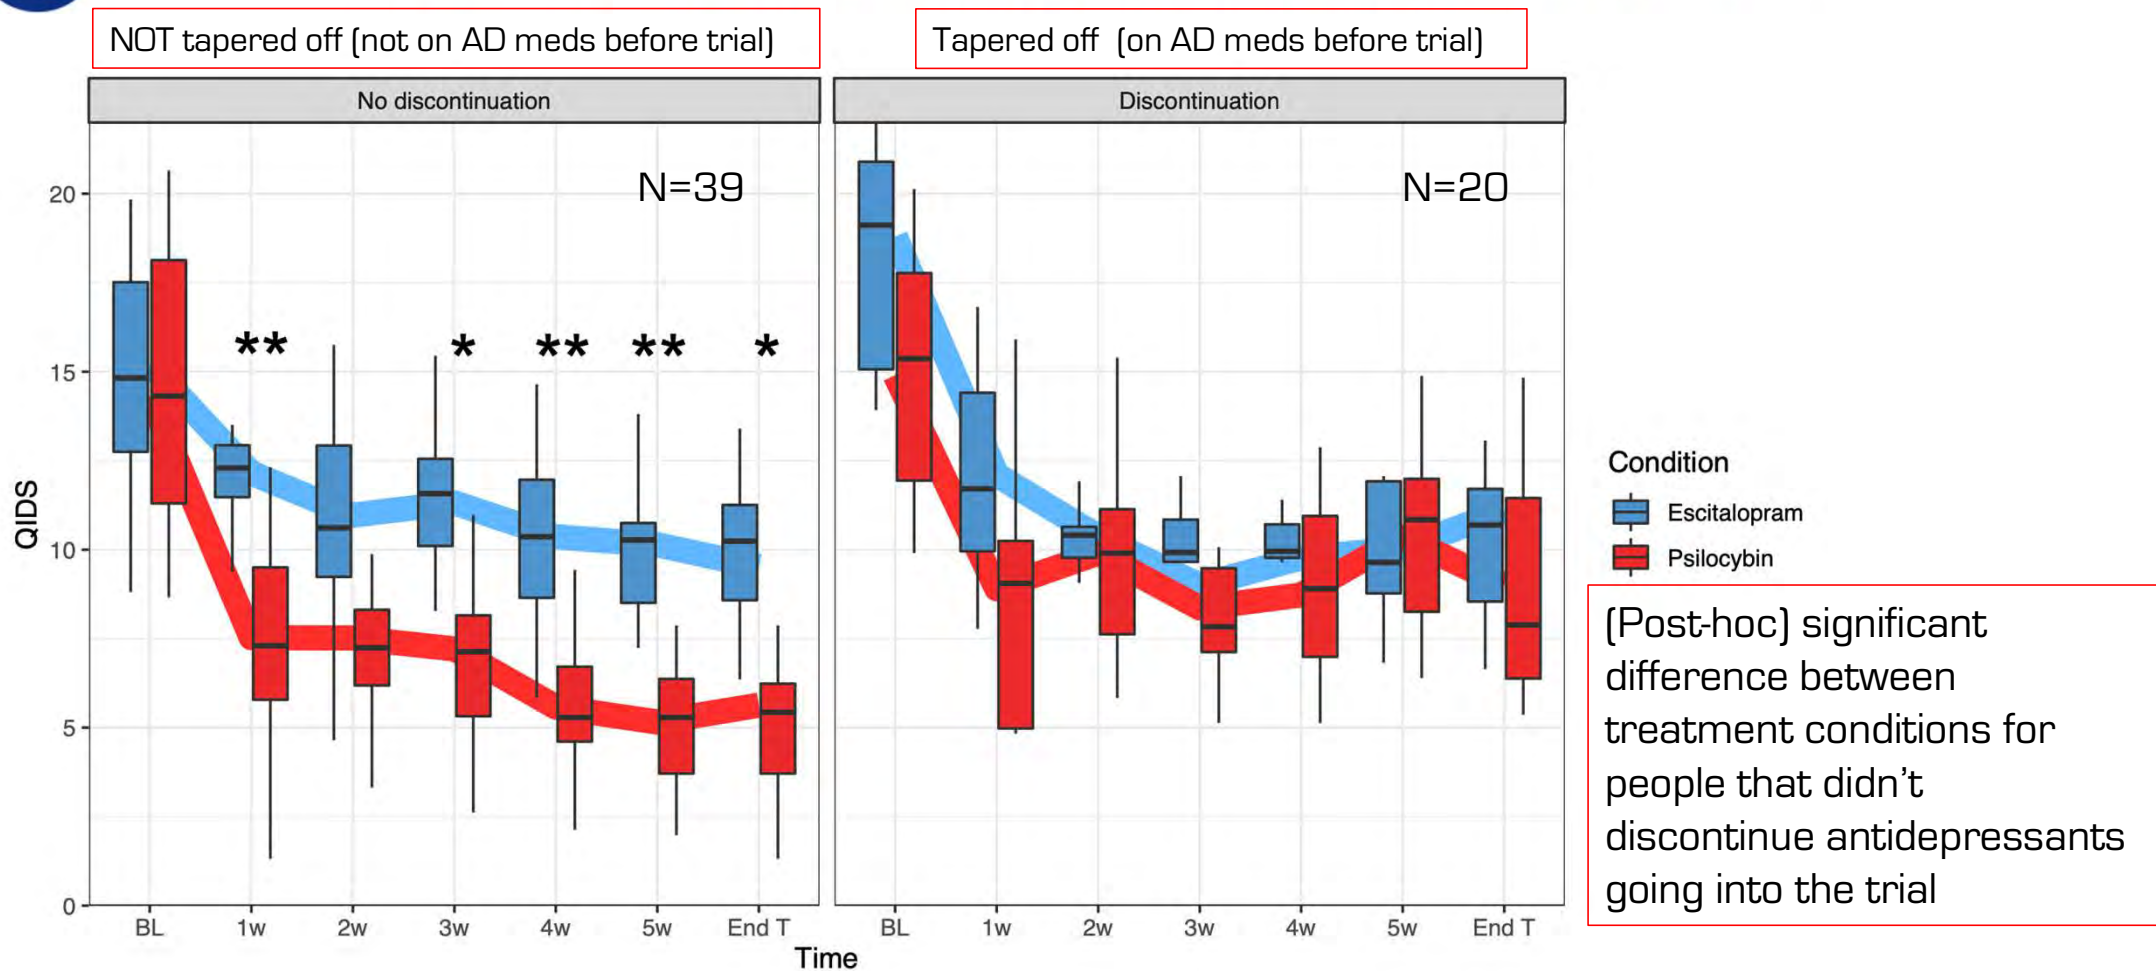 NOT tapered off (not on AD meds before trial)
Tapered off (on AD meds before trial)
No discontinuation
Discontinuation
N=39
N=20
**
*
**
**
*
QIDS
20
15
10
5
0
BL 1w 2w 3w 4w 5w End T
BL 1w 2w 3w 4w 5w End T
Time
Condition
Escitalopram
Psilocybin
(Post-hoc) significant
difference between
treatment conditions for
people that didn't
discontinue antidepressants
going into the trial